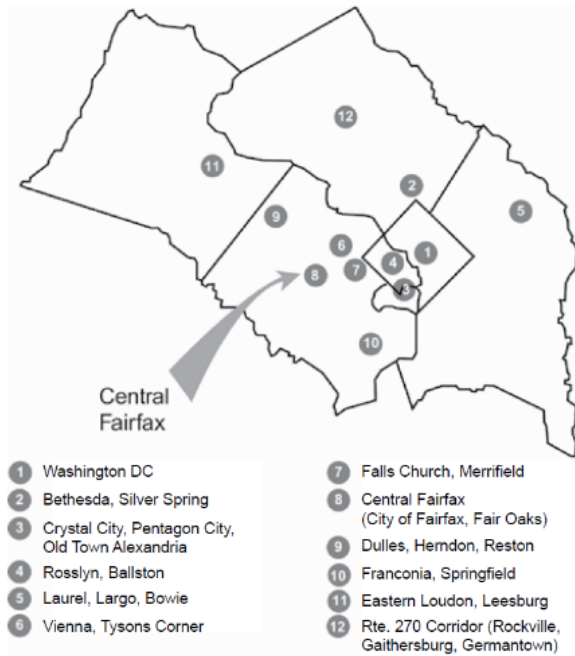 12
11
2
5
9
6
1
4
7
8
3
10
Central
Fairfax
1 Washington DC
2 Bethesda, Silver Spring
3 Crystal City, Pentagon City,
Old Town Alexandria
4 Rosslyn, Ballston
5 Laurel, Largo, Bowie
6 Vienna, Tysons Corner
7 Falls Church, Merrifield
8 Central Fairfax
(City of Fairfax, Fair Oaks)
9 Dulles, Herndon, Reston
10 Franconia, Springfield
11 Eastern Loudon, Leesburg
12 Rte. 270 Corridor (Rockville,
Gaithersburg, Germantown)